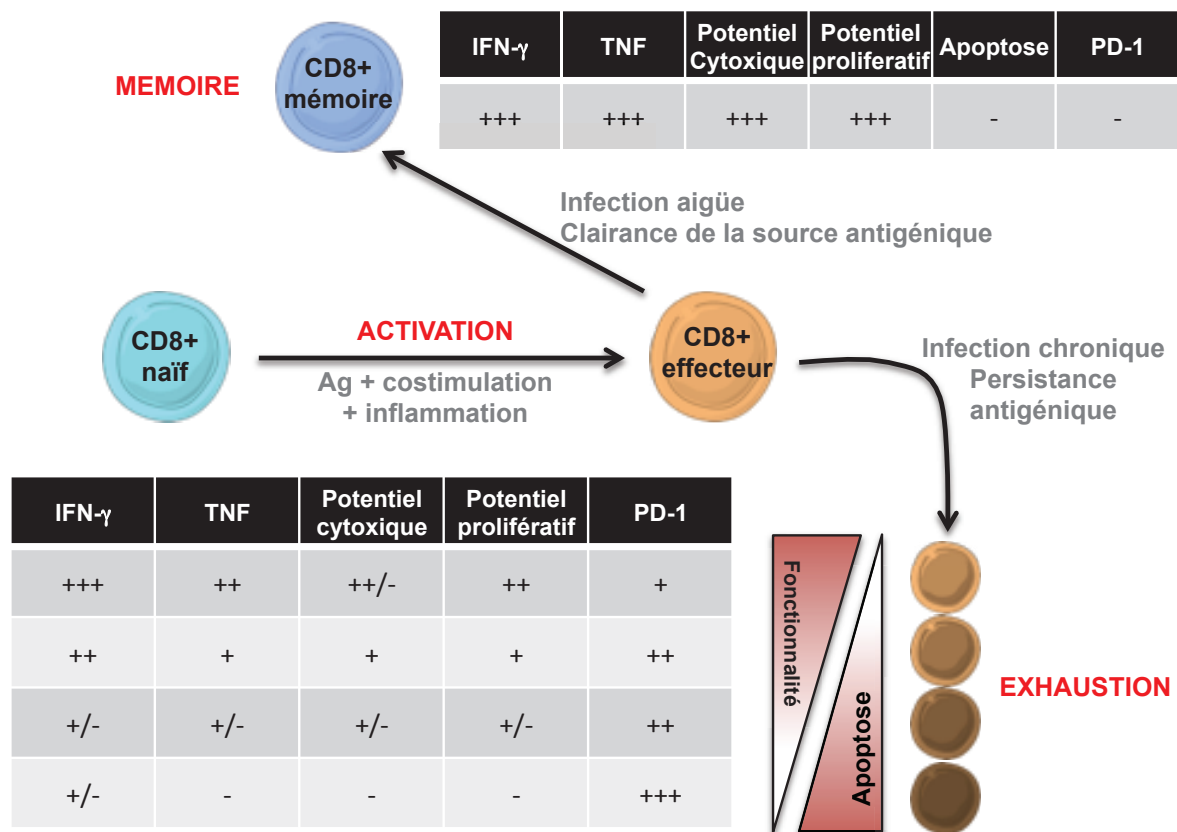 MEMOIRE
CD8+
mémoire
IFN-γ TNF Potentiel Cytoxique Potentiel proliferatif Apoptose PD-1
+++ +++ +++ +++ - -
Infection aigüe
Clairance de la source antigénique
CD8+
naïf
ACTIVATION
Ag + costimulation
+ inflammation
CD8+
effecteur
Infection chronique
Persistance
antigénique
IFN-γ TNF Potentiel cytoxique Potentiel prolifératif PD-1
+++ ++ ++/- ++ +
++ + + + ++
+/- +/- +/- +/- ++
+/- - - - +++
Fonctionnalité
Apoptose
EXHAUSTION